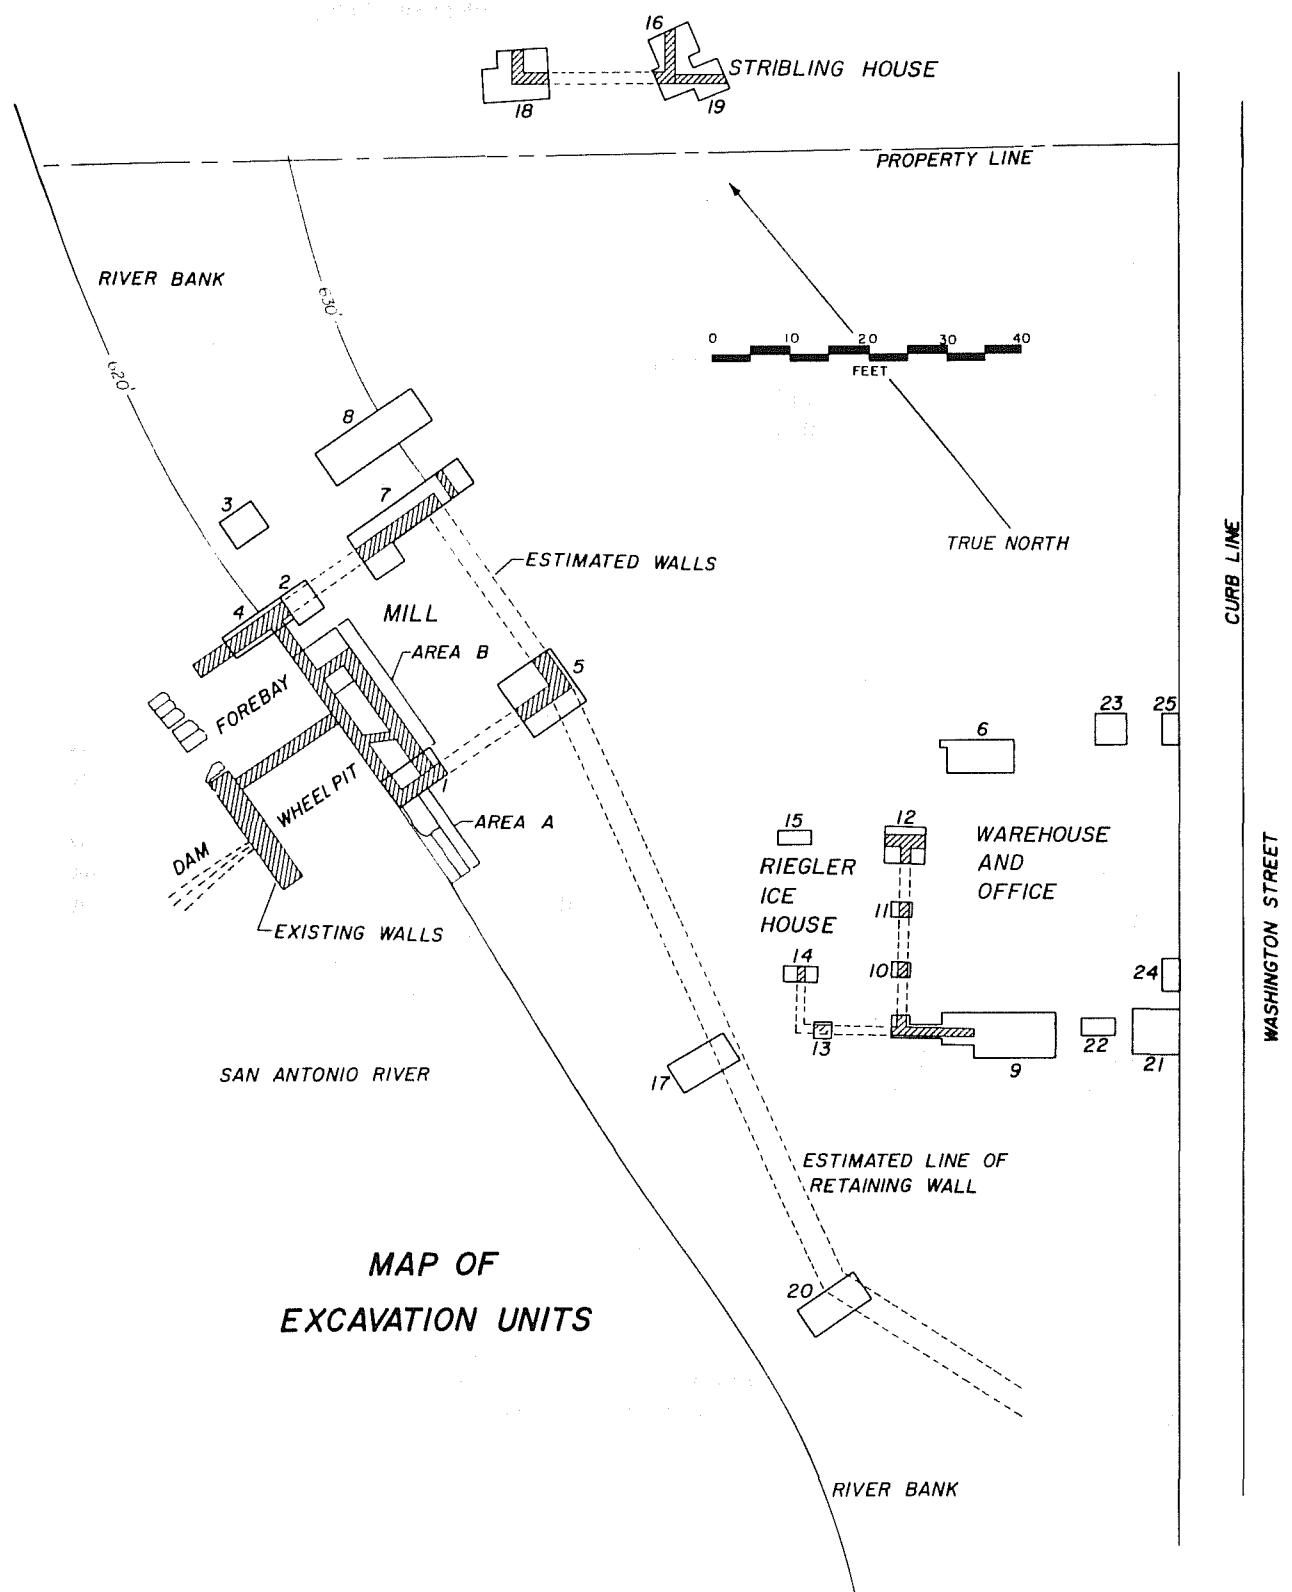 16
STRIBLING HOUSE
18
19
PROPERTY LINE
RIVER BANK
630'
620'
0 10 20 30 40
FEET
TRUE NORTH
CURB LINE
WASHINGTON STREET
8
7
3
ESTIMATED WALLS
2
4
MILL
AREA B
5
FOREBAY
WHEEL PIT
1
AREA A
DAM
EXISTING WALLS
23
25
6
15
12
RIEGLER
ICE
HOUSE
WAREHOUSE
AND
OFFICE
11
14
10
24
13
9
22
21
SAN ANTONIO RIVER
17
ESTIMATED LINE OF
RETAINING WALL
MAP OF
EXCAVATION UNITS
20
RIVER BANK